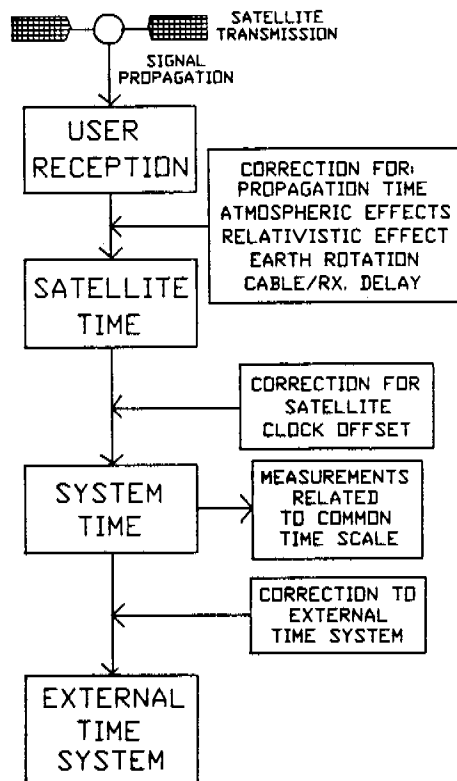 SATELLITE
TRANSMISSION
SIGNAL
PROPAGATION
USER
RECEPTION
CORRECTION FOR:
PROPAGATION TIME
ATMOSPHERIC EFFECTS
RELATIVISTIC EFFECT
EARTH ROTATION
CABLE/RX. DELAY
SATELLITE
TIME
CORRECTION FOR
SATELLITE
CLOCK OFFSET
SYSTEM
TIME
MEASUREMENTS
RELATED
TO COMMON
TIME SCALE
CORRECTION TO
EXTERNAL
TIME SYSTEM
EXTERNAL
TIME
SYSTEM